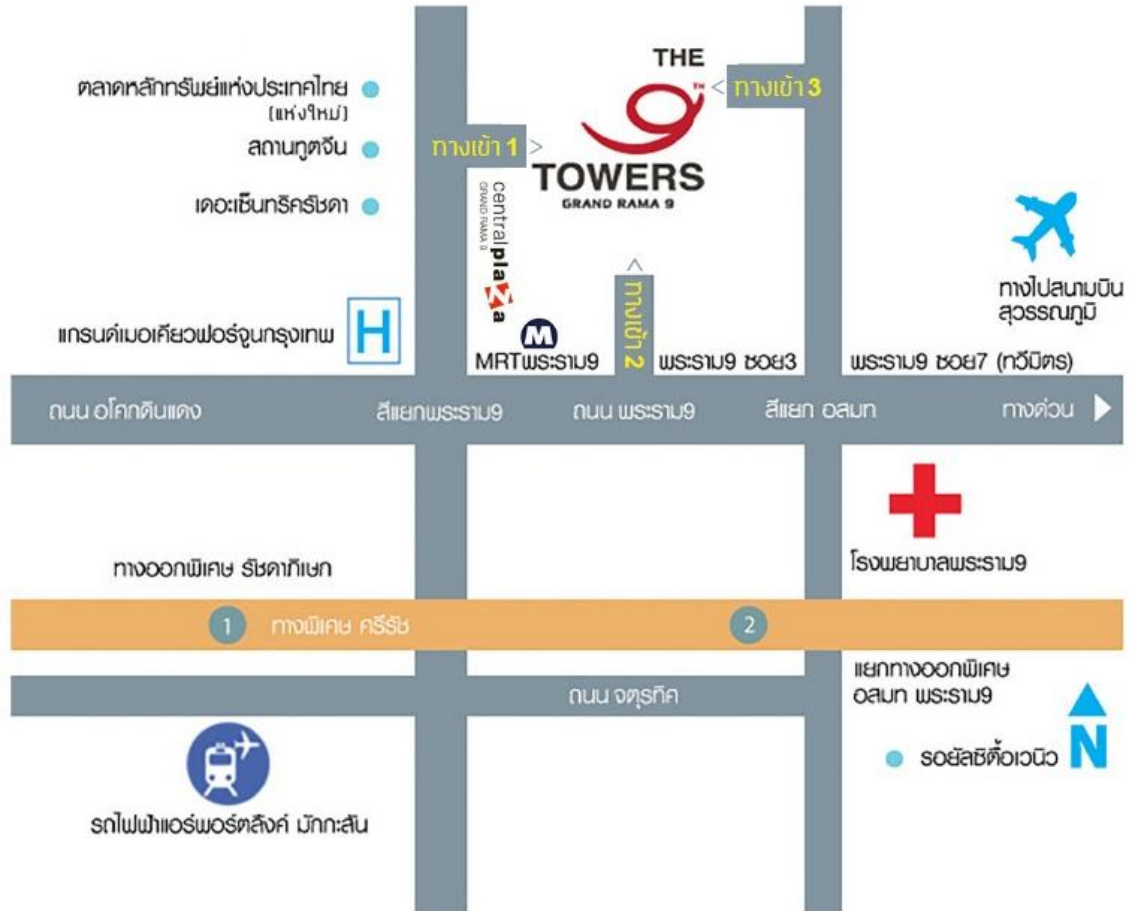 THE
9
TM
TOWERS
GRAND RAMA 9
ทางเข้า 3
ตลาดหลักทรัพย์แห่งประเทศไทย
(แห่งใหม่)
สถานทูตจีน
เดอะเซ็นทริครัชดา
ทางเข้า 1
centralplaza
GRAND RAMA 9
ทางเข้า 2
ทางไปสนามบิน
สุวรรณภูมิ
แกรนด์เมอเคียวฟอร์จูนกรุงเทพ
H
M
MRTพระราม9
พระราม9 ซอย3
พระราม9 ซอย7 (ทวีมิตร)
ถนน อโศกดินแดง
สี่แยกพระราม9
ถนน พระราม9
สี่แยก อสมท
ทางด่วน
โรงพยาบาลพระราม9
ทางออกพิเศษ รัชดาภิเษก
1
ทางพิเศษ ศรีรัช
2
ถนน จตุรทิศ
แยกทางออกพิเศษ
อสมท พระราม9
N
รอยัลซิตี้อเวนิว
รถไฟฟ้าแอร์พอร์ตลิงค์ มักกะสัน